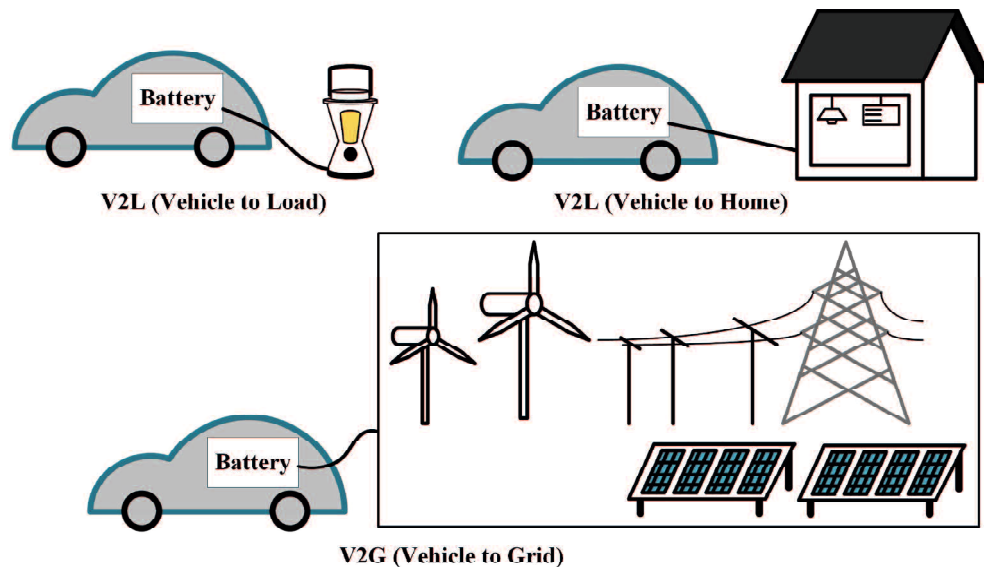 Battery
V2L (Vehicle to Load)
Battery
V2L (Vehicle to Home)
Battery
V2G (Vehicle to Grid)